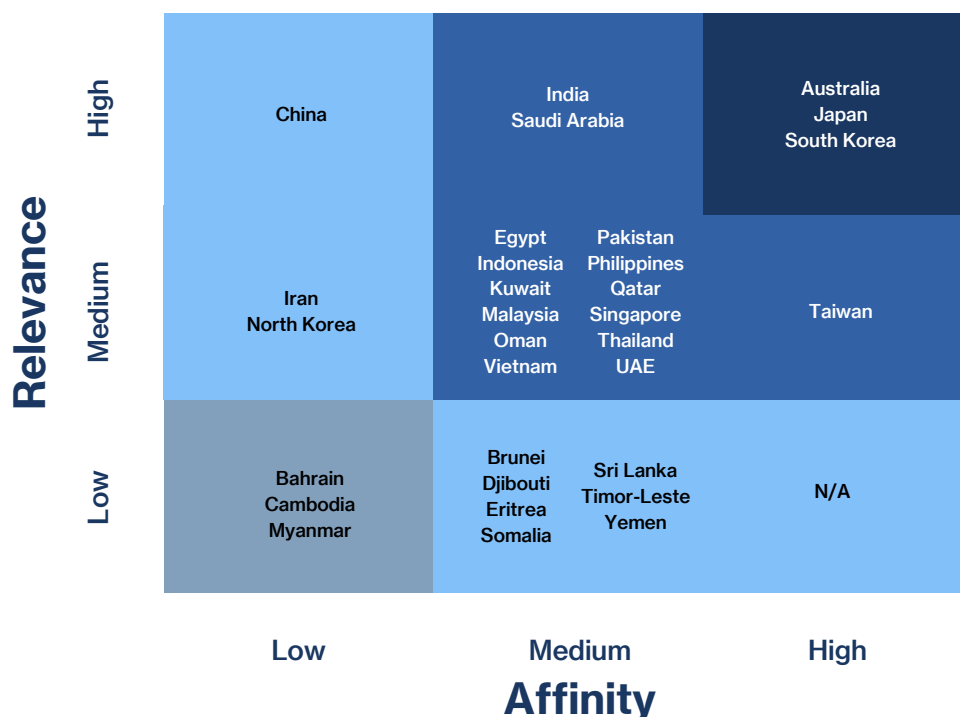 Relevance
High
China
India
Saudi Arabia
Australia
Japan
South Korea
Medium
Iran
North Korea
Egypt
Indonesia
Kuwait
Malaysia
Oman
Vietnam
Pakistan
Philippines
Qatar
Singapore
Thailand
UAE
Taiwan
Low
Bahrain
Cambodia
Myanmar
Brunei
Djibouti
Eritrea
Somalia
Sri Lanka
Timor-Leste
Yemen
N/A
Low
Medium
High
Affinity